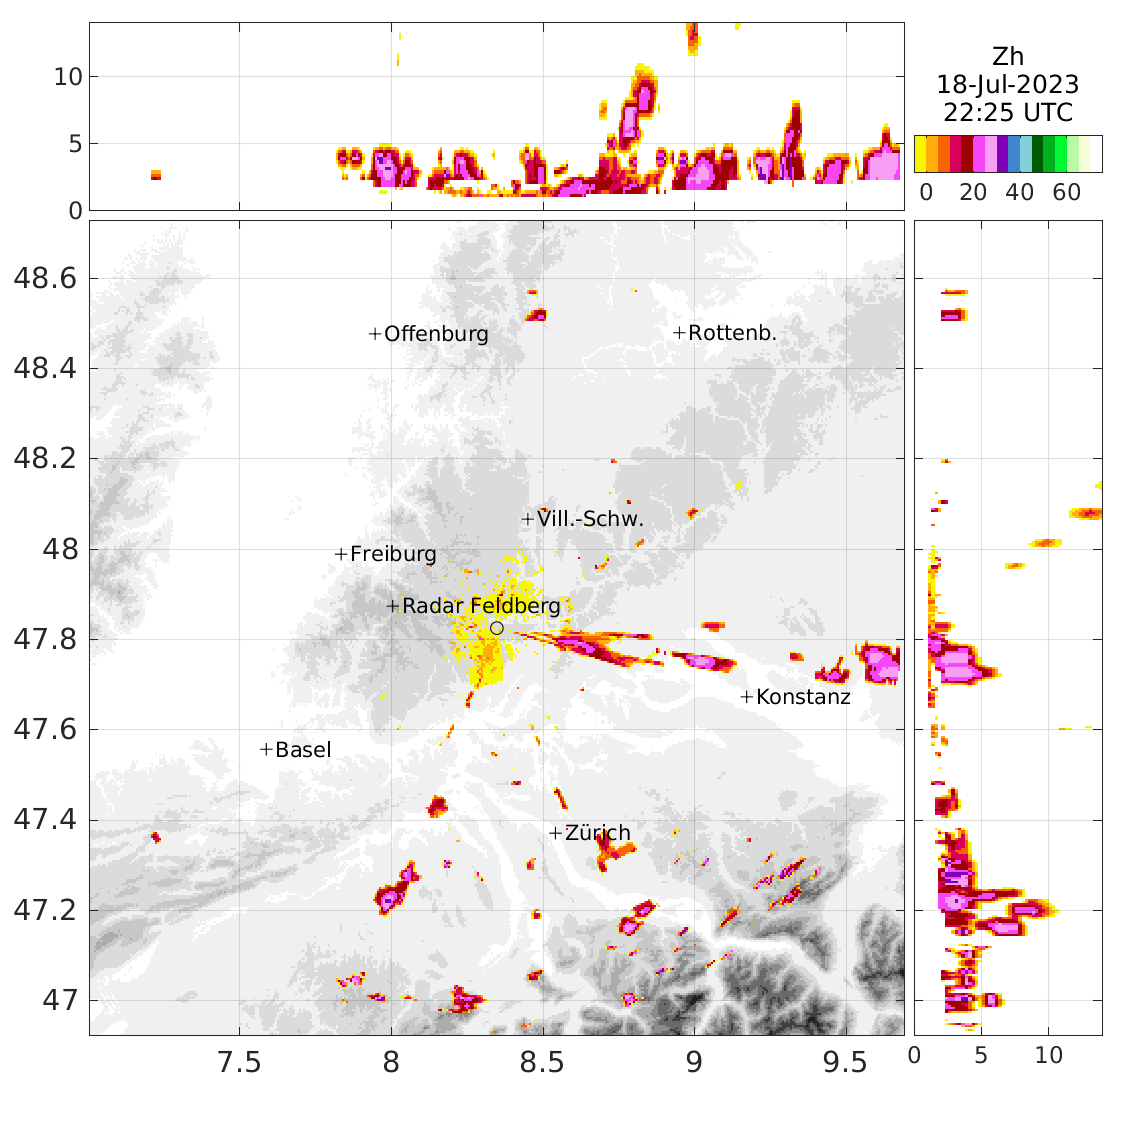 Zh
18-Jul-2023
22:25 UTC
10
5
0
0 20 40 60
48.6
48.4
48.2
48
47.8
47.6
47.4
47.2
47
+Offenburg
+Rottenb.
+Vill.-Schw.
+Freiburg
+Radar Feldberg
+Konstanz
+Basel
+Zürich
7.5 8 8.5 9 9.5
0 5 10